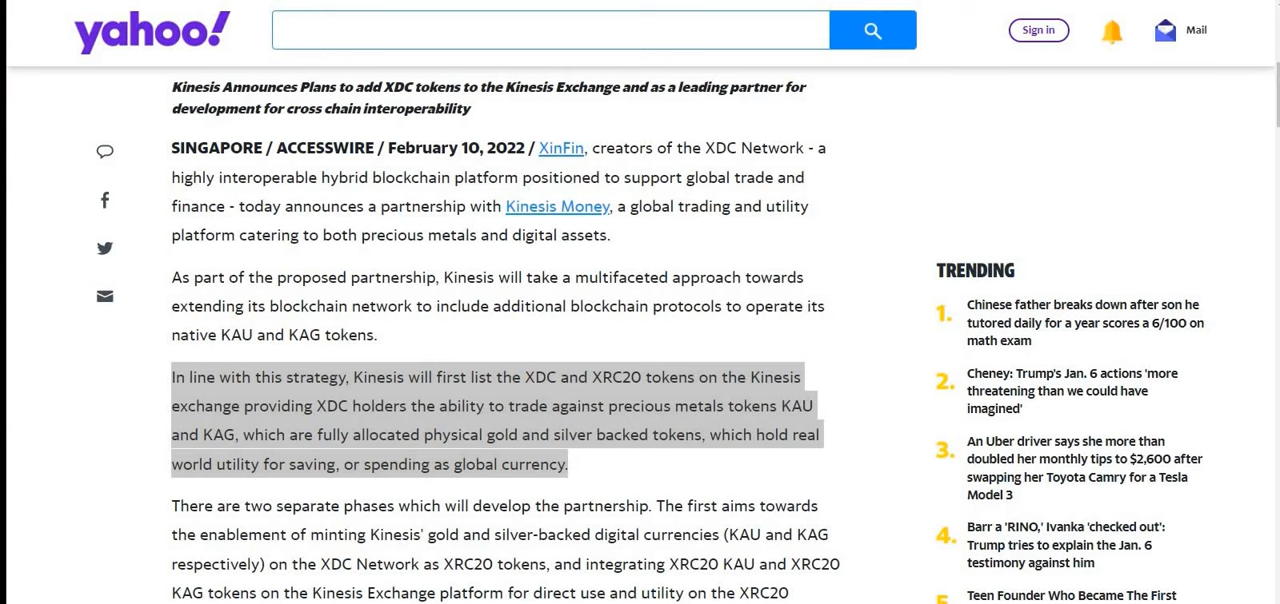 yahoo!
Sign in
Mail
Kinesis Announces Plans to add XDC tokens to the Kinesis Exchange and as a leading partner for
development for cross chain interoperability
SINGAPORE / ACCESSWIRE / February 10, 2022 / XinFin, creators of the XDC Network - a
highly interoperable hybrid blockchain platform positioned to support global trade and
finance - today announces a partnership with Kinesis Money, a global trading and utility
platform catering to both precious metals and digital assets.
As part of the proposed partnership, Kinesis will take a multifaceted approach towards
extending its blockchain network to include additional blockchain protocols to operate its
native KAU and KAG tokens.
In line with this strategy, Kinesis will first list the XDC and XRC20 tokens on the Kinesis
exchange providing XDC holders the ability to trade against precious metals tokens KAU
and KAG, which are fully allocated physical gold and silver backed tokens, which hold real
world utility for saving, or spending as global currency.
There are two separate phases which will develop the partnership. The first aims towards
the enablement of minting Kinesis' gold and silver-backed digital currencies (KAU and KAG
respectively) on the XDC Network as XRC20 tokens, and integrating XRC20 KAU and XRC20
KAG tokens on the Kinesis Exchange platform for direct use and utility on the XRC20
TRENDING
1. Chinese father breaks down after son he
tutored daily for a year scores a 6/100 on
math exam
2. Cheney: Trump's Jan. 6 actions 'more
threatening than we could have
imagined'
3. An Uber driver says she more than
doubled her monthly tips to $2,600 after
swapping her Toyota Camry for a Tesla
Model 3
4. Barr a 'RINO,' Ivanka 'checked out':
Trump tries to explain the Jan. 6
testimony against him
5. Teen Founder Who Became The First